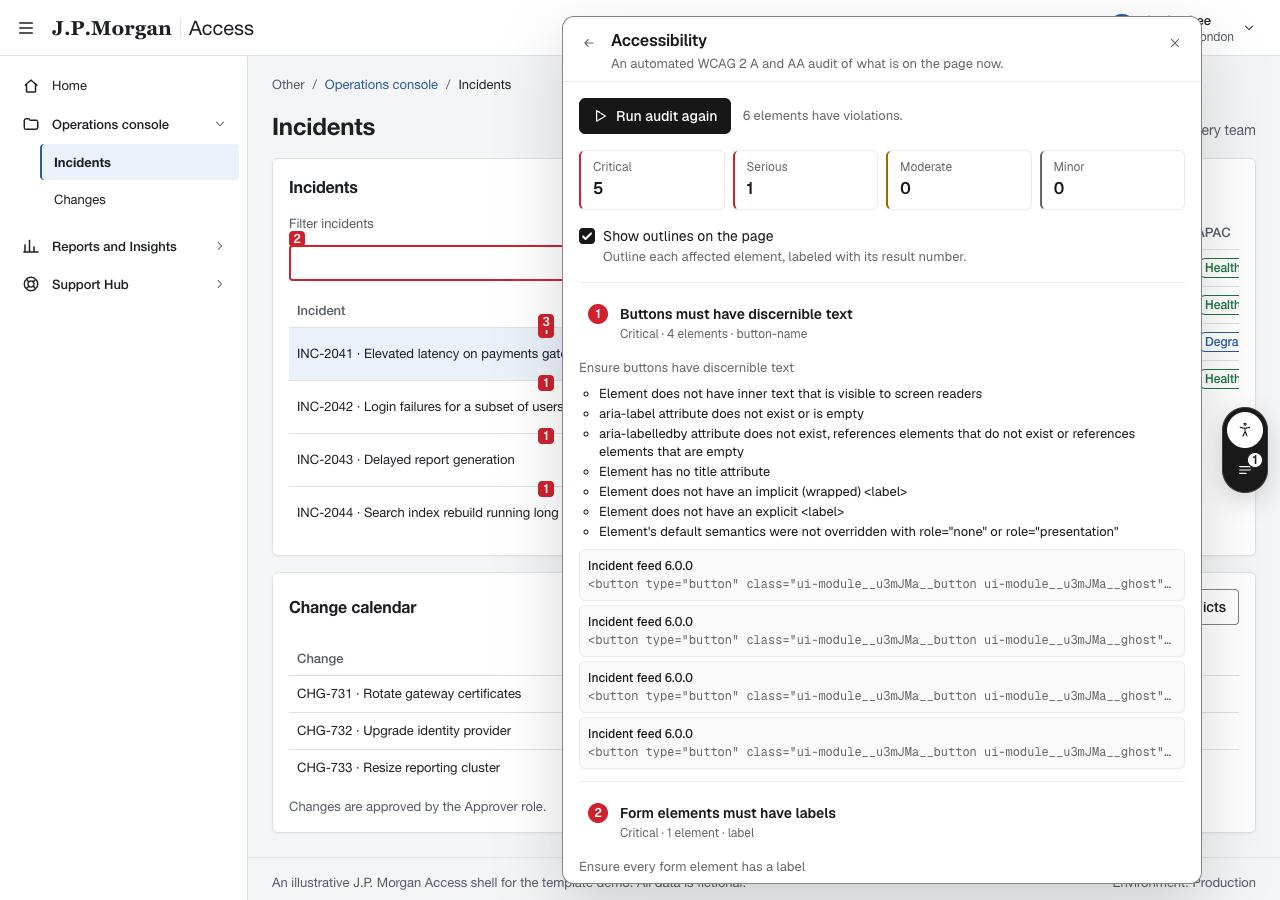 J.P.Morgan Access
Home
Operations console
Incidents
Changes
Reports and Insights
Support Hub
Other / Operations console / Incidents
Incidents
Incidents
Filter incidents
2
Incident
3
INC-2041 · Elevated latency on payments gat
1
INC-2042 · Login failures for a subset of users
1
INC-2043 · Delayed report generation
1
INC-2044 · Search index rebuild running long
Change calendar
Change
CHG-731 · Rotate gateway certificates
CHG-732 · Upgrade identity provider
CHG-733 · Resize reporting cluster
Changes are approved by the Approver role.
An illustrative J.P. Morgan Access shell for the template demo. All data is fictional.
Accessibility
An automated WCAG 2 A and AA audit of what is on the page now.
Run audit again
6 elements have violations.
Critical
5
Serious
1
Moderate
0
Minor
0
Show outlines on the page
Outline each affected element, labeled with its result number.
1 Buttons must have discernible text
Critical · 4 elements · button-name
Ensure buttons have discernible text
Element does not have inner text that is visible to screen readers
aria-label attribute does not exist or is empty
aria-labelledby attribute does not exist, references elements that do not exist or references
elements that are empty
Element has no title attribute
Element does not have an implicit (wrapped) <label>
Element does not have an explicit <label>
Element's default semantics were not overridden with role="none" or role="presentation"
Incident feed 6.0.0
<button type="button" class="ui-module__u3mJMa__button ui-module__u3mJMa__ghost"…
Incident feed 6.0.0
<button type="button" class="ui-module__u3mJMa__button ui-module__u3mJMa__ghost"…
Incident feed 6.0.0
<button type="button" class="ui-module__u3mJMa__button ui-module__u3mJMa__ghost"…
Incident feed 6.0.0
<button type="button" class="ui-module__u3mJMa__button ui-module__u3mJMa__ghost"…
2 Form elements must have labels
Critical · 1 element · label
Ensure every form element has a label
ee
ondon
ery team
APAC
Health
Health
Degra
Health
1
icts
Environment: Production